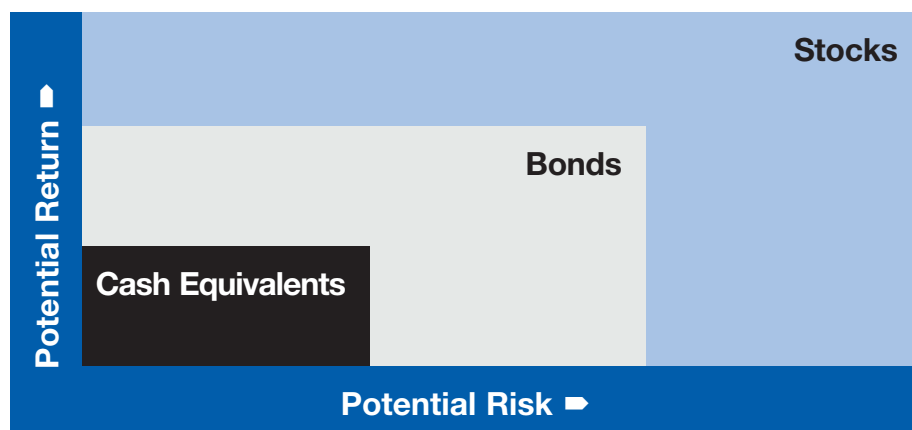 Stocks
Bonds
Cash Equivalents
Potential Return
Potential Risk